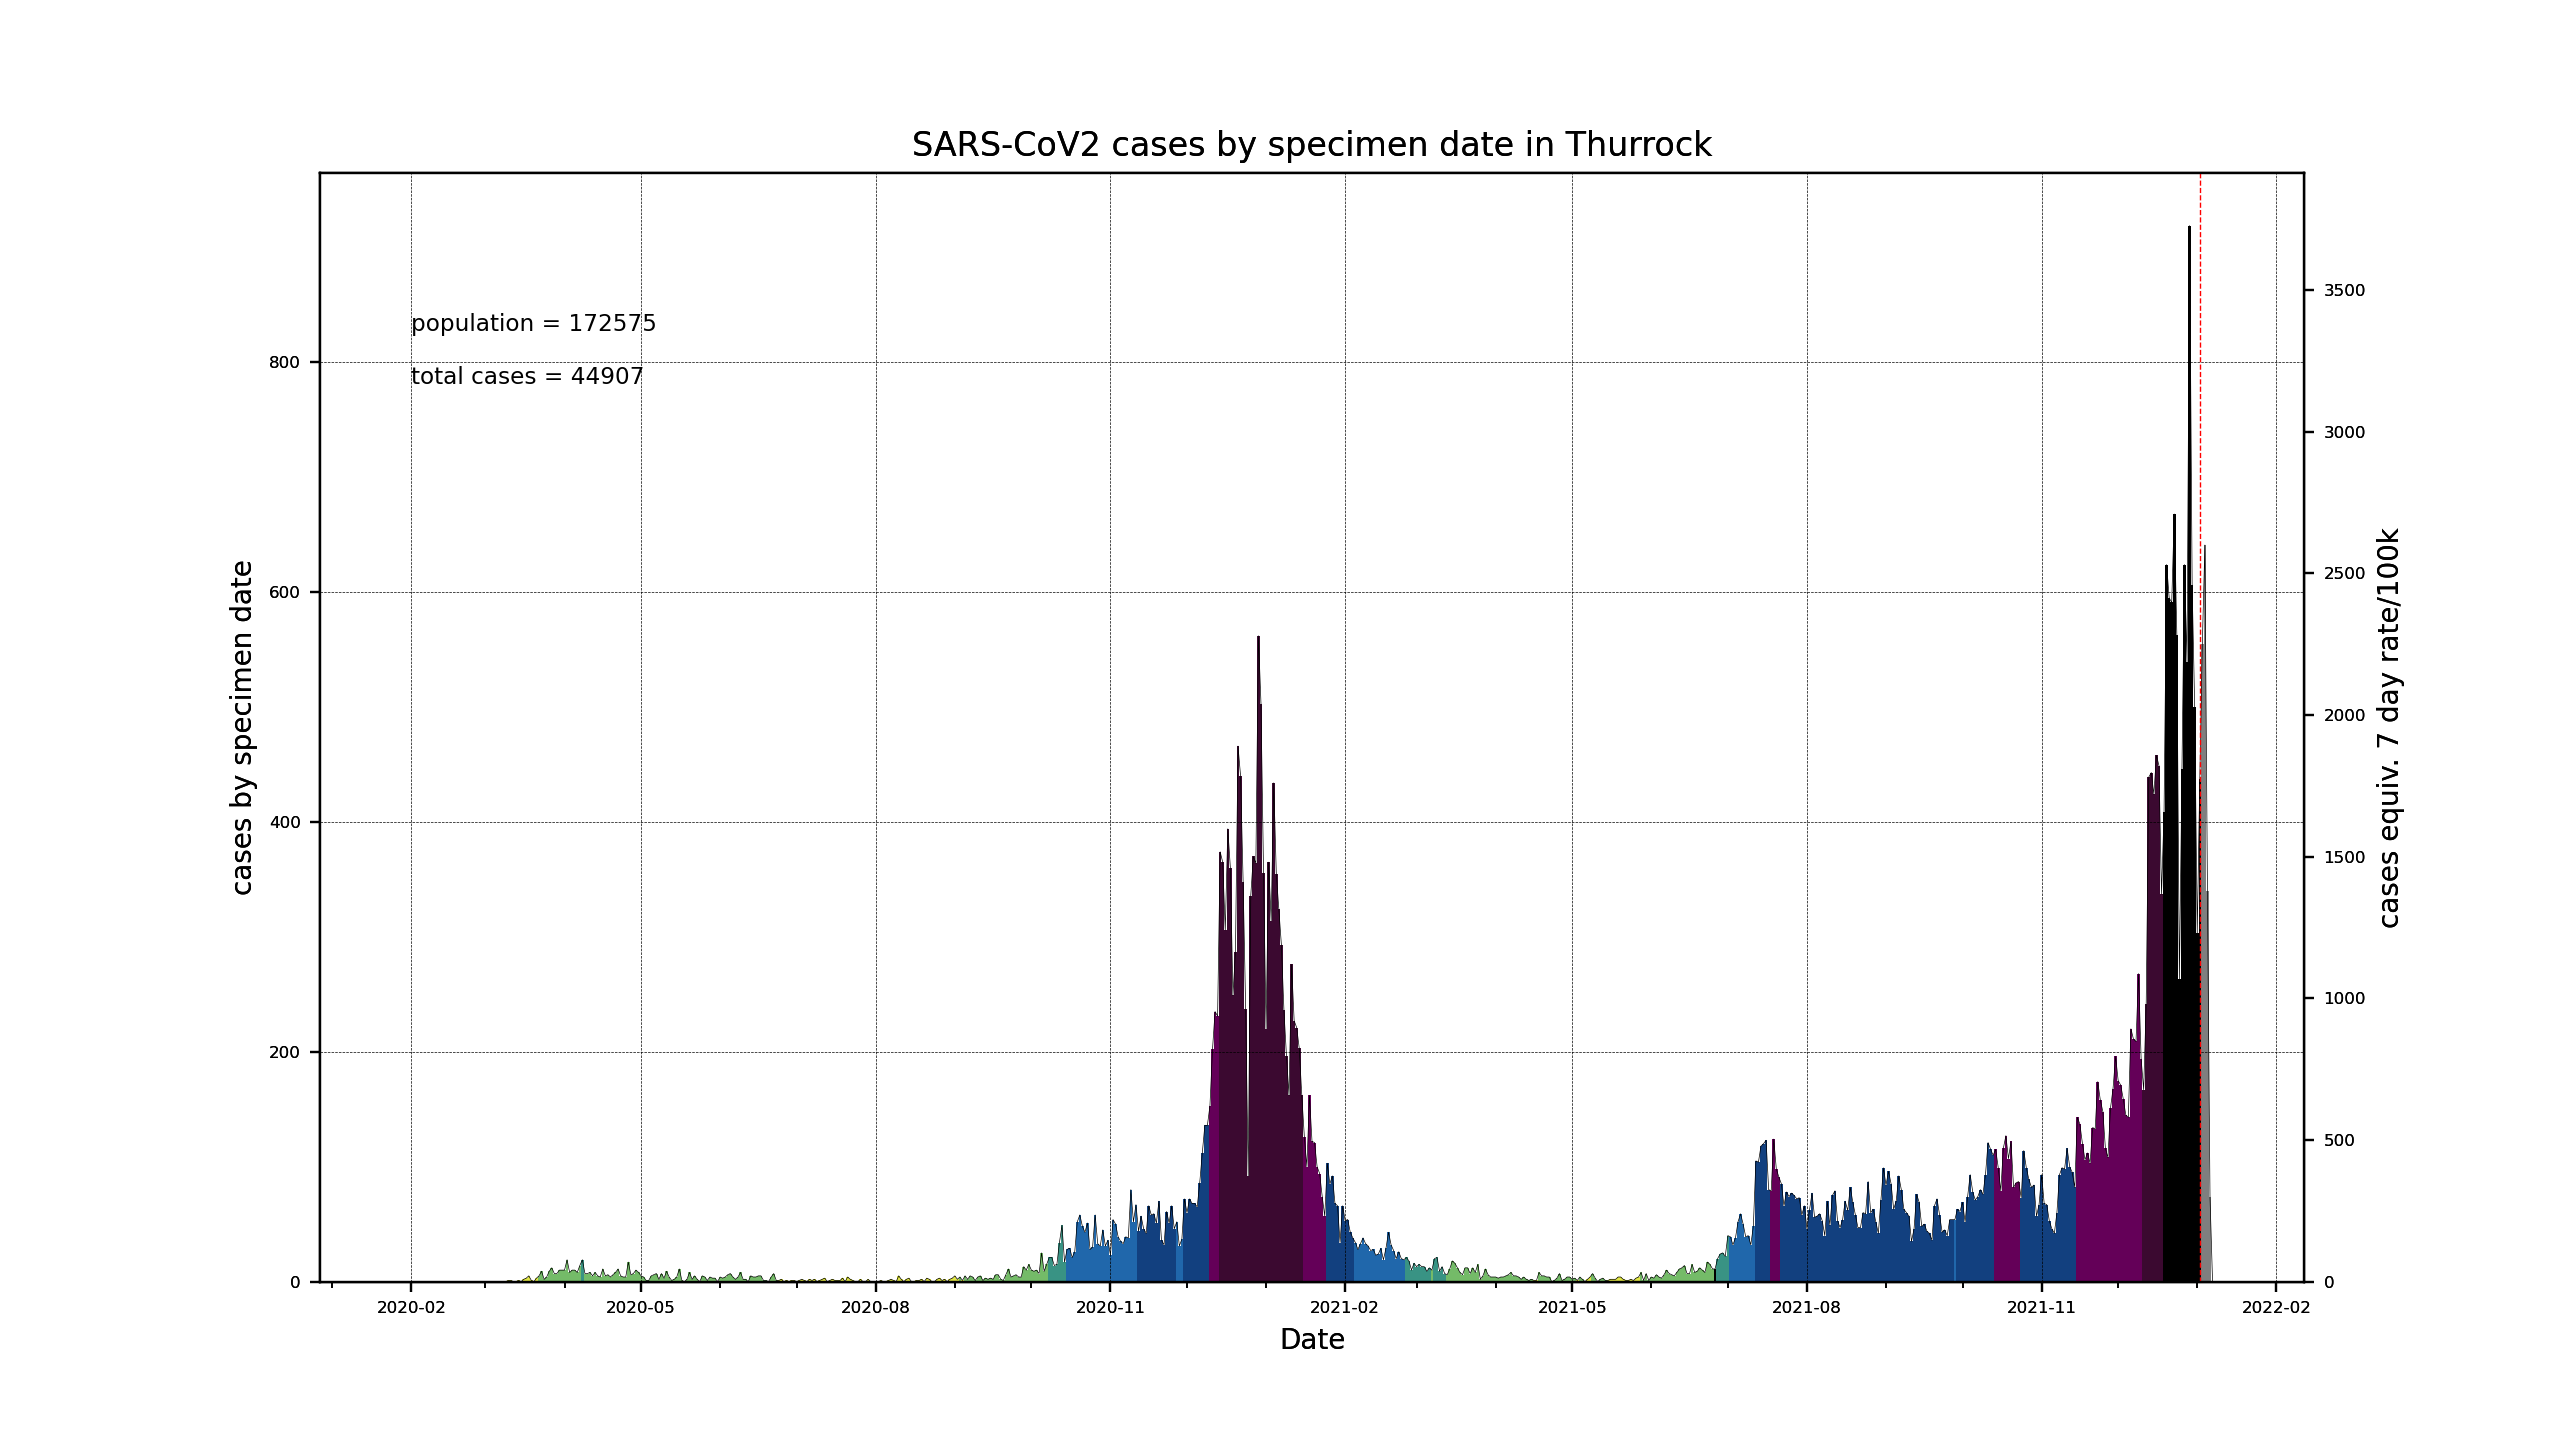 SARS-CoV2 cases by specimen date in Thurrock
population = 172575
total cases = 44907
cases by specimen date
800
600
400
200
0
cases equiv. 7 day rate/100k
3500
3000
2500
2000
1500
1000
500
0
2020-02 2020-05 2020-08 2020-11 2021-02 2021-05 2021-08 2021-11 2022-02
Date